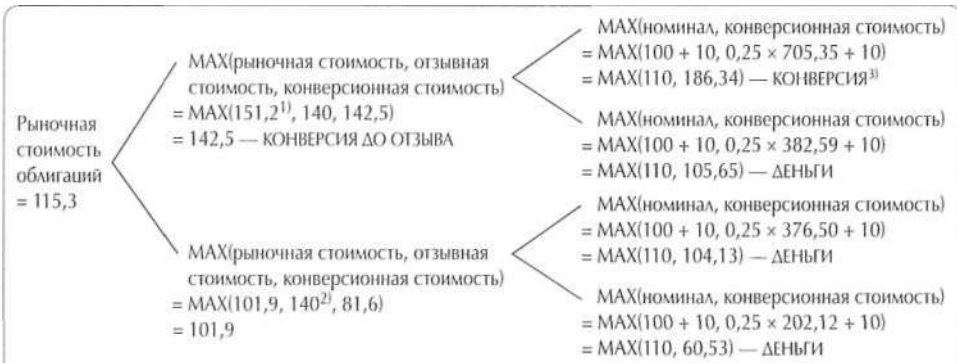 Рыночная
стоимость
облигаций
= 115,3
MAX(рыночная стоимость, отзывная
стоимость, конверсионная стоимость)
= MAX(151,2¹⁾, 140, 142,5)
= 142,5 — КОНВЕРСИЯ ДО ОТЗЫВА
MAX(рыночная стоимость, отзывная
стоимость, конверсионная стоимость)
= MAX(101,9, 140²⁾, 81,6)
= 101,9
MAX(номинал, конверсионная стоимость)
= MAX(100 + 10, 0,25 × 705,35 + 10)
= MAX(110, 186,34) — КОНВЕРСИЯ³⁾
MAX(номинал, конверсионная стоимость)
= MAX(100 + 10, 0,25 × 382,59 + 10)
= MAX(110, 105,65) — ДЕНЬГИ
MAX(номинал, конверсионная стоимость)
= MAX(100 + 10, 0,25 × 376,50 + 10)
= MAX(110, 104,13) — ДЕНЬГИ
MAX(номинал, конверсионная стоимость)
= MAX(100 + 10, 0,25 × 202,12 + 10)
= MAX(110, 60,53) — ДЕНЬГИ